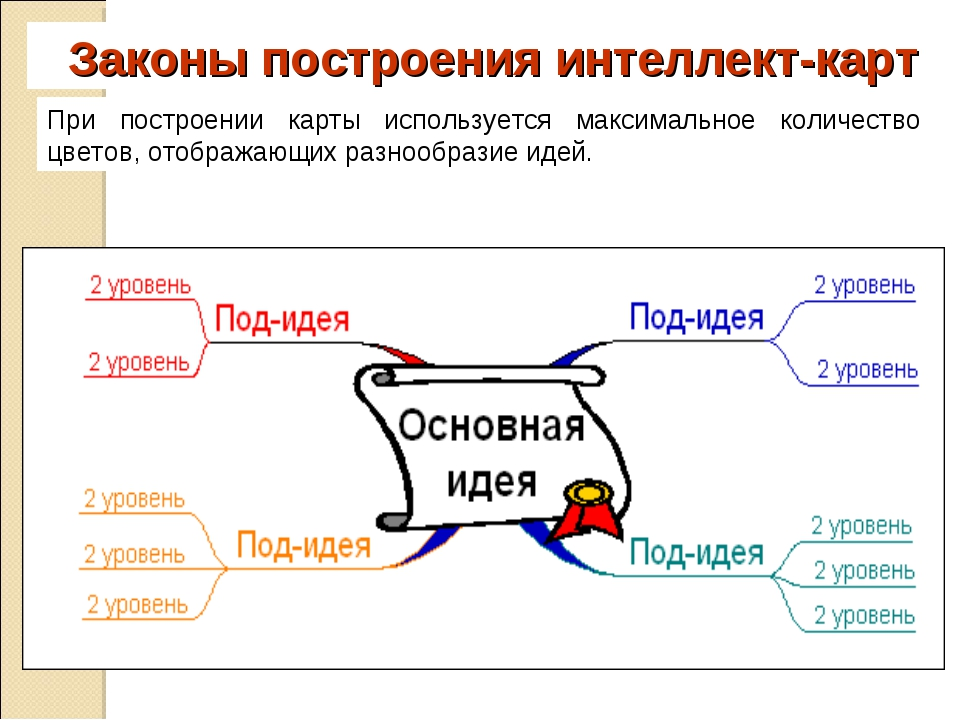 Законы построения интеллект-карт
При построении карты используется максимальное количество
цветов, отображающих разнообразие идей.
2 уровень
Под-идея
2 уровень
2 уровень
Под-идея
2 уровень
Основная
идея
2 уровень
Под-идея
2 уровень
2 уровень
2 уровень
Под-идея
2 уровень
2 уровень